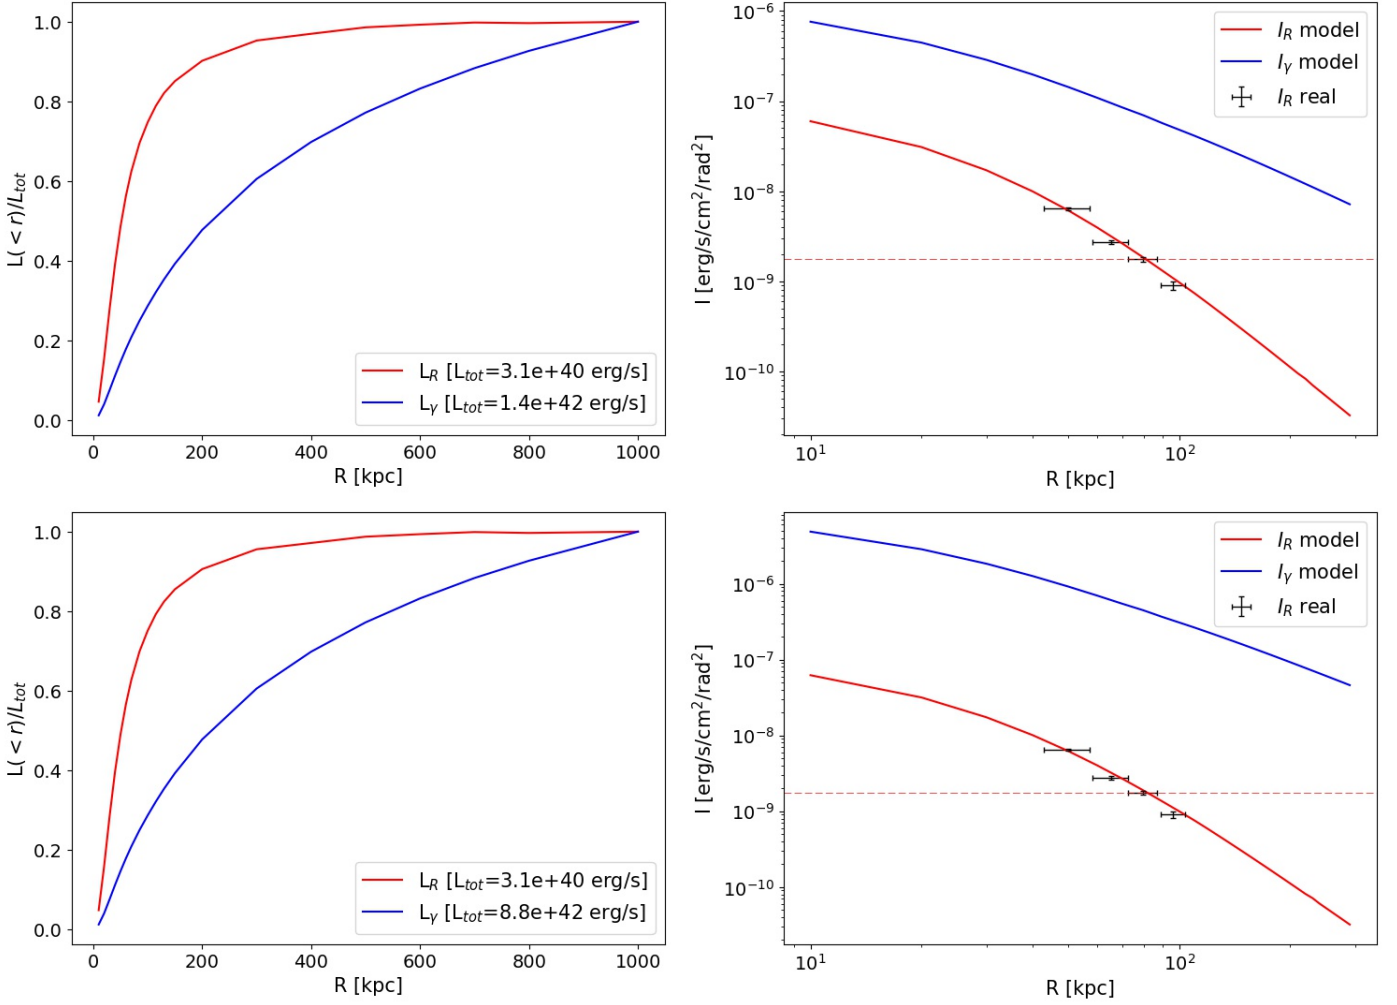 1.0
0.8
0.6
0.4
0.2
0.0
L(< r)/L_tot
L_R [L_tot=3.1e+40 erg/s]
L_γ [L_tot=1.4e+42 erg/s]
0 200 400 600 800 1000
R [kpc]
10^-6
10^-7
10^-8
10^-9
10^-10
I [erg/s/cm^2/rad^2]
I_R model
I_γ model
I_R real
10^1 10^2
R [kpc]
1.0
0.8
0.6
0.4
0.2
0.0
L(< r)/L_tot
L_R [L_tot=3.1e+40 erg/s]
L_γ [L_tot=8.8e+42 erg/s]
0 200 400 600 800 1000
R [kpc]
10^-6
10^-7
10^-8
10^-9
10^-10
I [erg/s/cm^2/rad^2]
I_R model
I_γ model
I_R real
10^1 10^2
R [kpc]